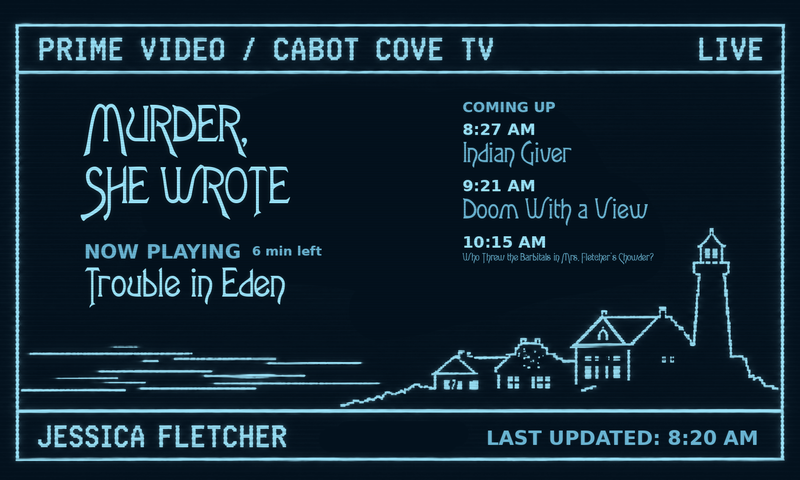 PRIME VIDEO / CABOT COVE TV
LIVE
MURDER,
SHE WROTE
NOW PLAYING 6 min left
Trouble in Eden
COMING UP
8:27 AM
Indian Giver
9:21 AM
Doom With a View
10:15 AM
Who Threw the Barbitals in Mrs. Fletcher's Chowder?
JESSICA FLETCHER
LAST UPDATED: 8:20 AM